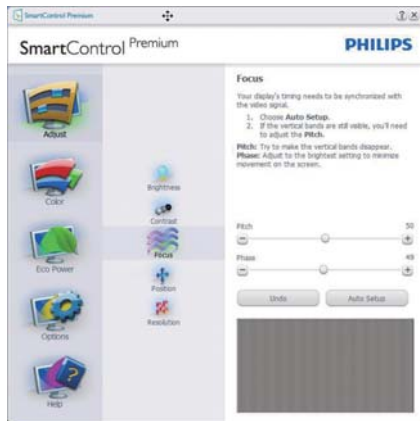 SmartControl Premium
SmartControl Premium
PHILIPS
Adjust
Color
Eco Power
Options
Help
Brightness
Contrast
Focus
Position
Resolution
Focus
Your display's timing needs to be synchronized with
the video signal.
1. Choose Auto Setup.
2. If the vertical bands are still visible, you'll need
to adjust the Pitch.
Pitch: Try to make the vertical bands disappear.
Phase: Adjust to the brightest setting to minimize
movement on the screen.
Pitch 50
Phase 49
Undo Auto Setup